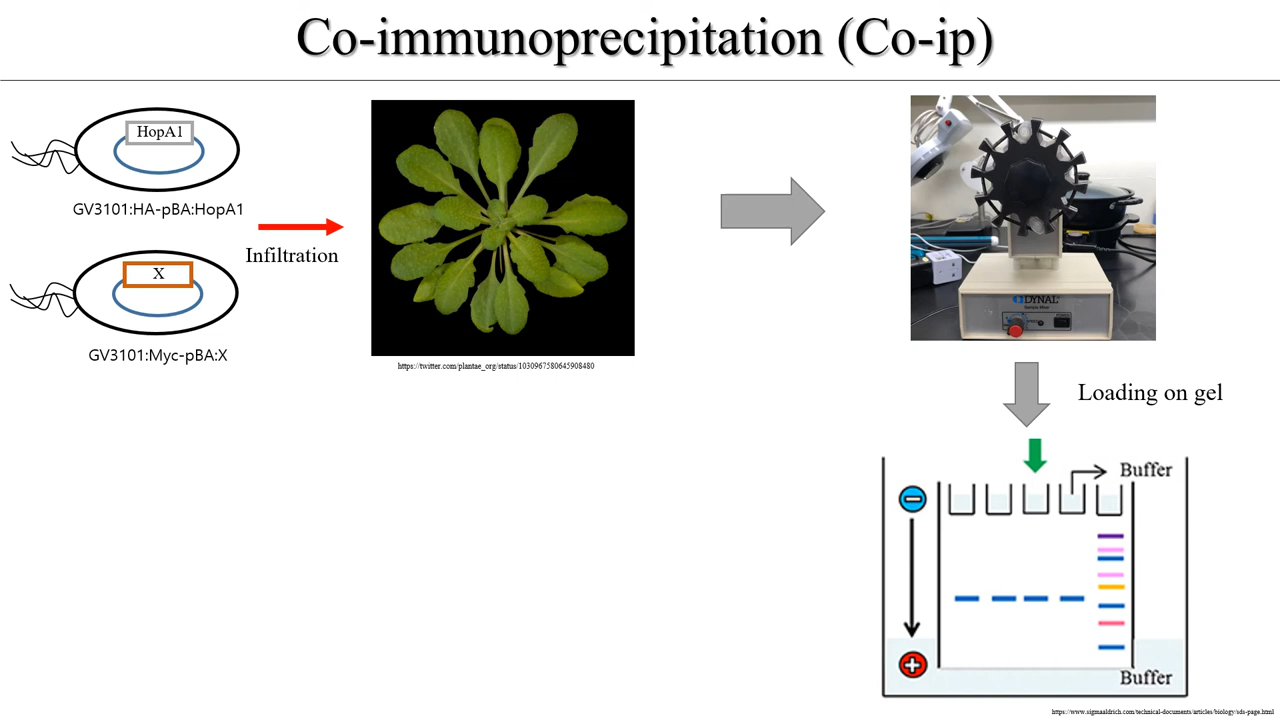 Co-immunoprecipitation (Co-ip)
HopA1
GV3101:HA-pBA:HopA1
Infiltration
X
GV3101:Myc-pBA:X
https://twitter.com/plantae_org/status/1030967580645908480
DYNAL
Loading on gel
Buffer
Buffer
https://www.sigmaaldrich.com/technical-documents/articles/biology/sds-page.html